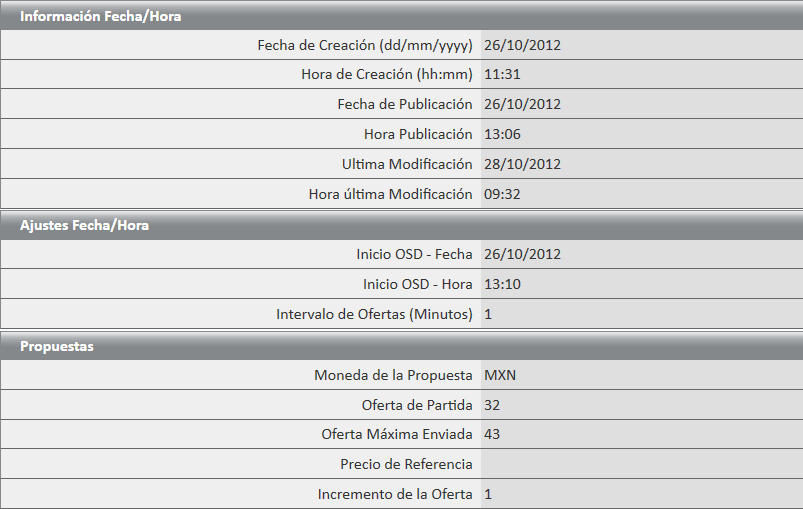 Información Fecha/Hora
Fecha de Creación (dd/mm/yyyy) 26/10/2012
Hora de Creación (hh:mm) 11:31
Fecha de Publicación 26/10/2012
Hora Publicación 13:06
Ultima Modificación 28/10/2012
Hora última Modificación 09:32
Ajustes Fecha/Hora
Inicio OSD - Fecha 26/10/2012
Inicio OSD - Hora 13:10
Intervalo de Ofertas (Minutos) 1
Propuestas
Moneda de la Propuesta MXN
Oferta de Partida 32
Oferta Máxima Enviada 43
Precio de Referencia
Incremento de la Oferta 1